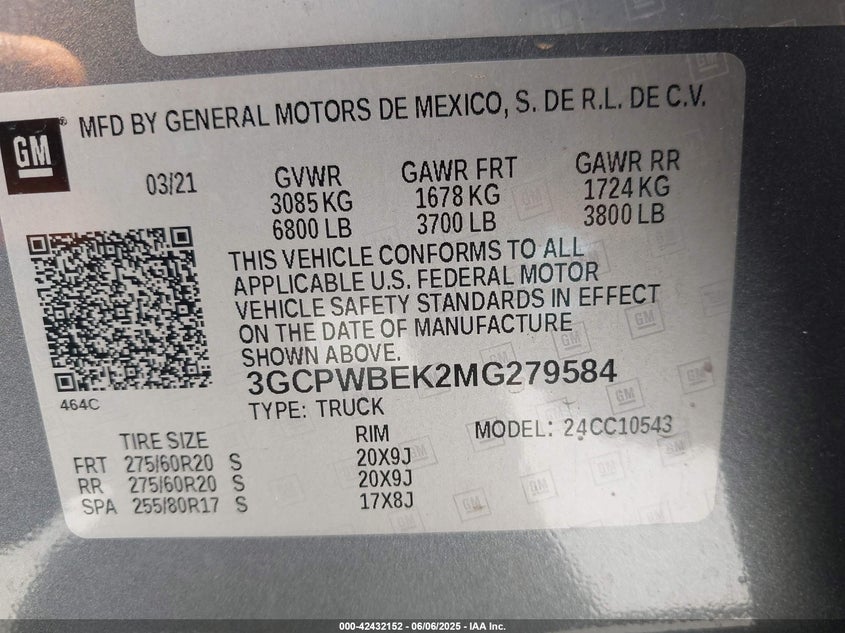 MFD BY GENERAL MOTORS DE MEXICO, S. DE R.L. DE C.V.
GM®
03/21
GVWR GAWR FRT GAWR RR
3085 KG 1678 KG 1724 KG
6800 LB 3700 LB 3800 LB
THIS VEHICLE CONFORMS TO ALL
APPLICABLE U.S. FEDERAL MOTOR
VEHICLE SAFETY STANDARDS IN EFFECT
ON THE DATE OF MANUFACTURE
SHOWN ABOVE.
3GCPWBEK2MG279584
464C
TYPE: TRUCK
MODEL: 24CC10543
TIRE SIZE RIM
FRT 275/60R20 S 20X9J
RR 275/60R20 S 20X9J
SPA 255/80R17 S 17X8J
000-42432152 - 06/06/2025 - IAA Inc.